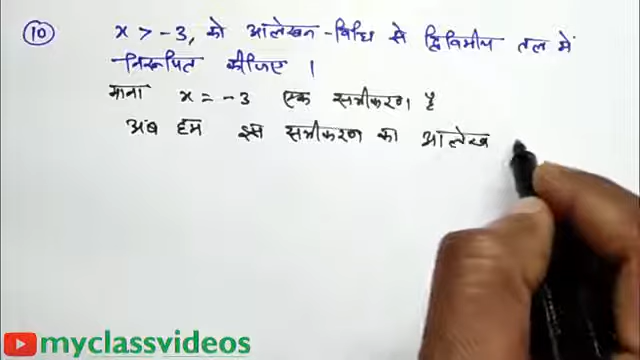 (10) x > -3, को आलेखन-विधि से द्विविमीय तल में
निरूपित कीजिए ।
माना x = -3 एक समीकरण है
अब हम इस समीकरण का आलेख
myclassvideos